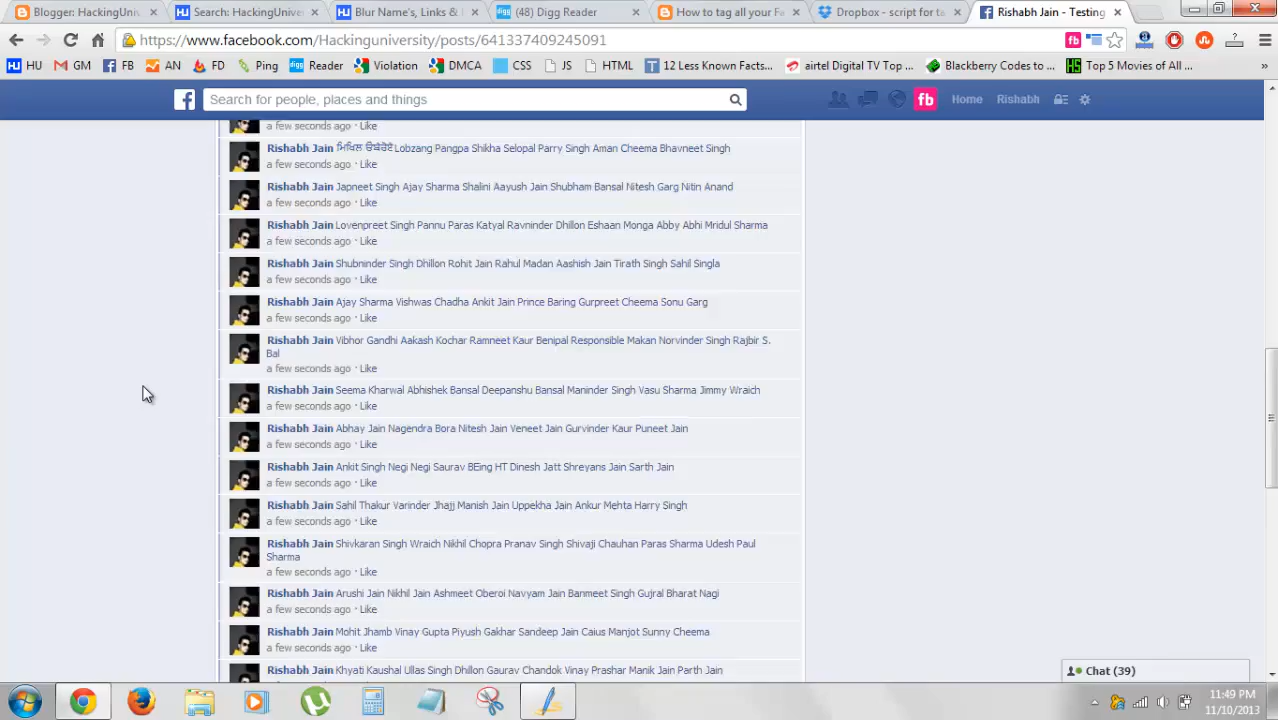 Blogger: HackingUniver
Search: HackingUniver
Blur Name's, Links &
(48) Digg Reader
How to tag all your Fa
Dropbox - script for ta
Rishabh Jain - Testing
https://www.facebook.com/Hackinguniversity/posts/641337409245091
HU GM FB AN FD Ping Reader Violation DMCA CSS JS HTML 12 Less Known Facts... airtel Digital TV Top ... Blackberry Codes to ... Top 5 Movies of All ...
Search for people, places and things
fb Home Rishabh
a few seconds ago · Like
Rishabh Jain Lobzang Pangpa Shikha Selopal Parry Singh Aman Cheema Bhavneet Singh
a few seconds ago · Like
Rishabh Jain Japneet Singh Ajay Sharma Shalini Aayush Jain Shubham Bansal Nitesh Garg Nitin Anand
a few seconds ago · Like
Rishabh Jain Lovenpreet Singh Pannu Paras Katyal Ravninder Dhillon Eshaan Monga Abby Abhi Mridul Sharma
a few seconds ago · Like
Rishabh Jain Shubninder Singh Dhillon Rohit Jain Rahul Madan Aashish Jain Tirath Singh Sahil Singla
a few seconds ago · Like
Rishabh Jain Ajay Sharma Vishwas Chadha Ankit Jain Prince Baring Gurpreet Cheema Sonu Garg
a few seconds ago · Like
Rishabh Jain Vibhor Gandhi Aakash Kochar Ramneet Kaur Benipal Responsible Makan Norvinder Singh Rajbir S.
Bal
a few seconds ago · Like
Rishabh Jain Seema Kharwal Abhishek Bansal Deepanshu Bansal Maninder Singh Vasu Sharma Jimmy Wraich
a few seconds ago · Like
Rishabh Jain Abhay Jain Nagendra Bora Nitesh Jain Veneet Jain Gurvinder Kaur Puneet Jain
a few seconds ago · Like
Rishabh Jain Ankit Singh Negi Negi Saurav BEing HT Dinesh Jatt Shreyans Jain Sarth Jain
a few seconds ago · Like
Rishabh Jain Sahil Thakur Varinder Jhajj Manish Jain Uppekha Jain Ankur Mehta Harry Singh
a few seconds ago · Like
Rishabh Jain Shivkaran Singh Wraich Nikhil Chopra Pranav Singh Shivaji Chauhan Paras Sharma Udesh Paul
Sharma
a few seconds ago · Like
Rishabh Jain Arushi Jain Nikhil Jain Ashmeet Oberoi Navyam Jain Banmeet Singh Gujral Bharat Nagi
a few seconds ago · Like
Rishabh Jain Mohit Jhamb Vinay Gupta Piyush Gakhar Sandeep Jain Caius Manjot Sunny Cheema
a few seconds ago · Like
Rishabh Jain Khyati Kaushal Lilas Singh Dhillon Gaurav Chandok Vinay Prashar Manik Jain Parth Jain
Chat (39)
11:49 PM
11/10/2013